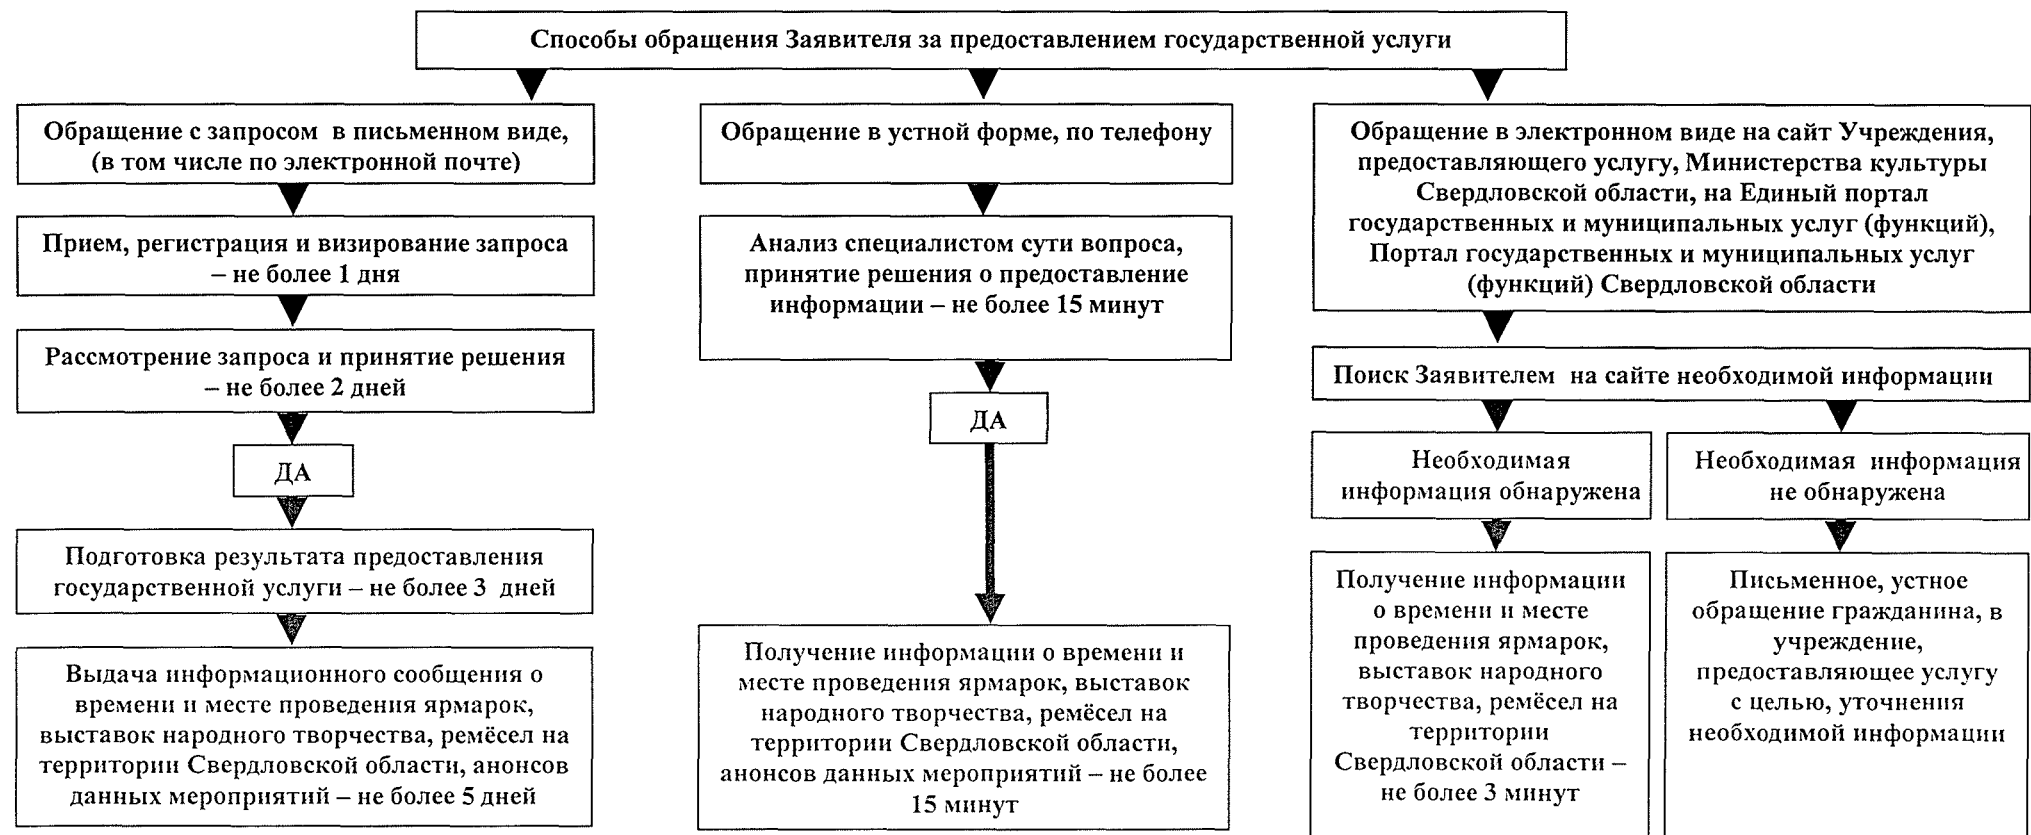 Способы обращения Заявителя за предоставлением государственной услуги
Обращение с запросом в письменном виде,
(в том числе по электронной почте)
Прием, регистрация и визирование запроса
– не более 1 дня
Рассмотрение запроса и принятие решения
– не более 2 дней
ДА
Подготовка результата предоставления
государственной услуги – не более 3 дней
Выдача информационного сообщения о
времени и месте проведения ярмарок,
выставок народного творчества, ремёсел на
территории Свердловской области, анонсов
данных мероприятий – не более 5 дней
Обращение в устной форме, по телефону
Анализ специалистом сути вопроса,
принятие решения о предоставление
информации – не более 15 минут
ДА
Получение информации о времени и
месте проведения ярмарок, выставок
народного творчества, ремёсел на
территории Свердловской области,
анонсов данных мероприятий – не более
15 минут
Обращение в электронном виде на сайт Учреждения,
предоставляющего услугу, Министерства культуры
Свердловской области, на Единый портал
государственных и муниципальных услуг (функций),
Портал государственных и муниципальных услуг
(функций) Свердловской области
Поиск Заявителем на сайте необходимой информации
Необходимая
информация обнаружена
Получение информации
о времени и месте
проведения ярмарок,
выставок народного
творчества, ремёсел на
территории
Свердловской области –
не более 3 минут
Необходимая информация
не обнаружена
Письменное, устное
обращение гражданина, в
учреждение,
предоставляющее услугу
с целью, уточнения
необходимой информации